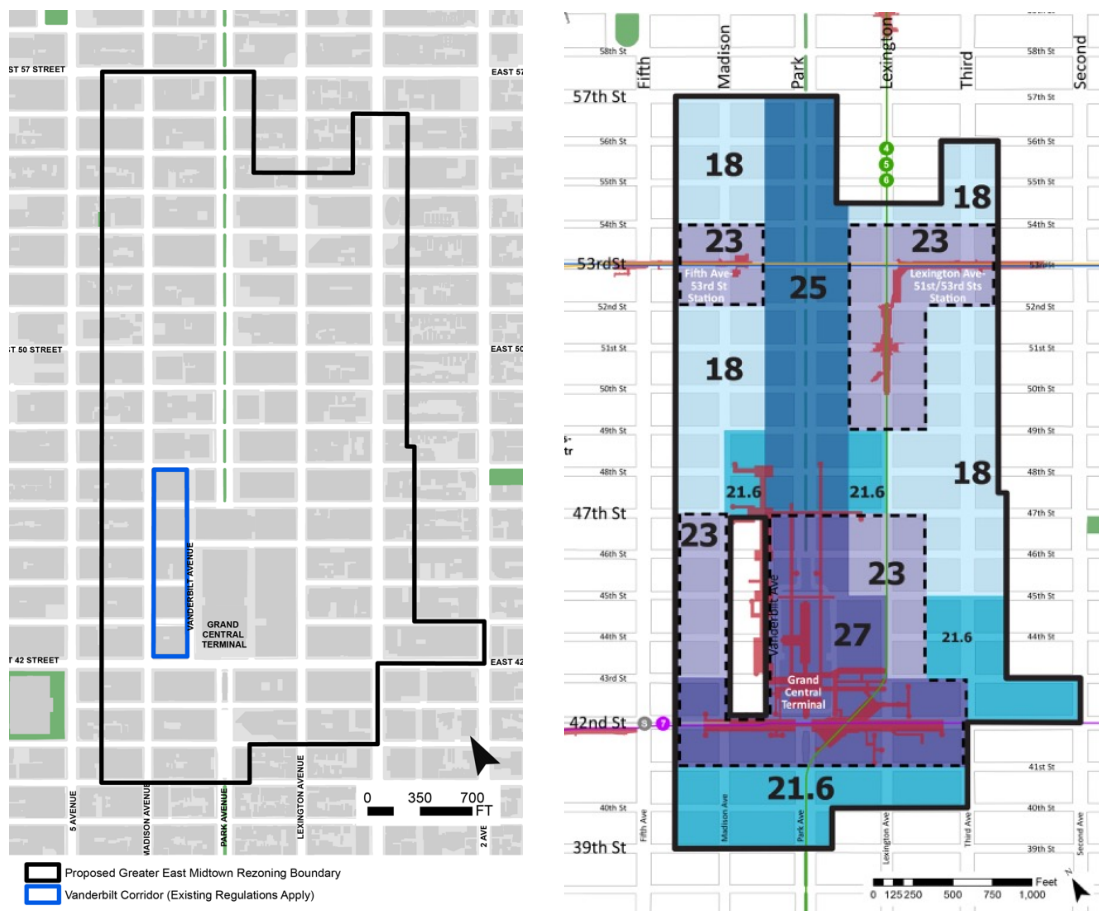 ST 57 STREET
EAST 57
ST 50 STREET
EAST 50
VANDERBILT AVENUE
GRAND
CENTRAL
TERMINAL
T 42 STREET
EAST 42
5 AVENUE
MADISON AVENUE
PARK AVENUE
LEXINGTON AVENUE
2 AVE
0 350 700
FT
Proposed Greater East Midtown Rezoning Boundary
Vanderbilt Corridor (Existing Regulations Apply)
58th St
58th St
Fifth
Madison
Park
Lexington
Third
Second
57th St
57th St
56th St
56th St
4
5
6
55th St
55th St
18
18
54th St
54th St
23
23
53rd St
53rd St
Fifth Ave-
53rd St
Station
25
Lexington Ave-
51st/53rd Sts
Station
52nd St
52nd St
51st St
51st St
18
50th St
50th St
49th St
49th St
s-
tr
48th St
48th St
21.6
21.6
18
47th St
47th St
23
46th St
46th St
23
Vanderbilt Ave
45th St
45th St
27
44th St
44th St
21.6
43rd St
43rd St
Grand
Central
Terminal
42nd St
S
7
42nd St
41st St
21.6
40th St
40th St
Fifth Ave
Madison Ave
Park Ave
Lexington Ave
Third Ave
Second Ave
39th St
39th St
Feet
0 125 250 500 750 1,000
N